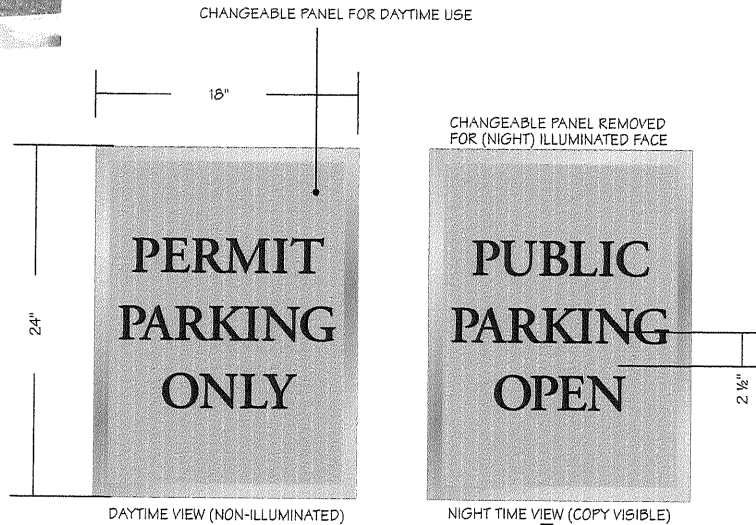 CHANGEABLE PANEL FOR DAYTIME USE
18"
CHANGEABLE PANEL REMOVED
FOR (NIGHT) ILLUMINATED FACE
24"
PERMIT
PARKING
ONLY
PUBLIC
PARKING
OPEN
2 ½"
DAYTIME VIEW (NON-ILLUMINATED)
NIGHT TIME VIEW (COPY VISIBLE)